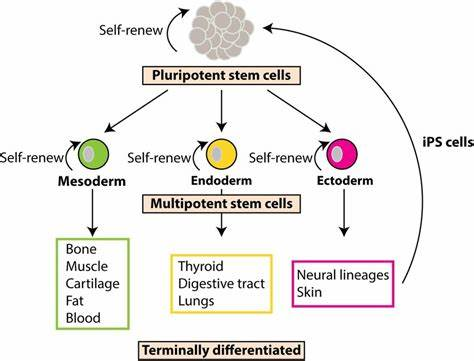 Self-renew
Pluripotent stem cells
iPS cells
Self-renew
Self-renew
Self-renew
Mesoderm
Endoderm
Ectoderm
Multipotent stem cells
Bone
Muscle
Cartilage
Fat
Blood
Thyroid
Digestive tract
Lungs
Neural lineages
Skin
Terminally differentiated